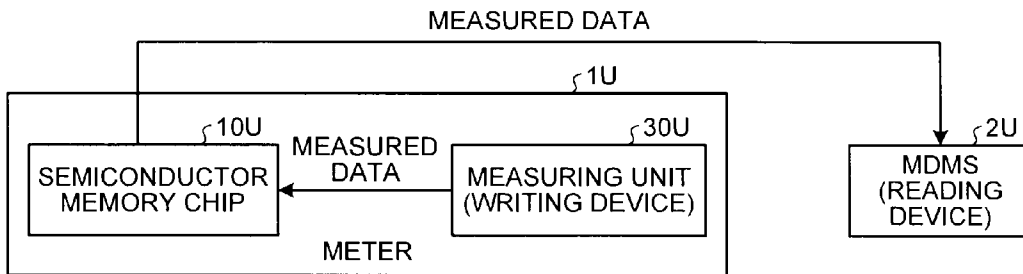 MEASURED DATA
1U
10U
30U
2U
SEMICONDUCTOR
MEMORY CHIP
MEASURED
DATA
MEASURING UNIT
(WRITING DEVICE)
MDMS
(READING
DEVICE)
METER